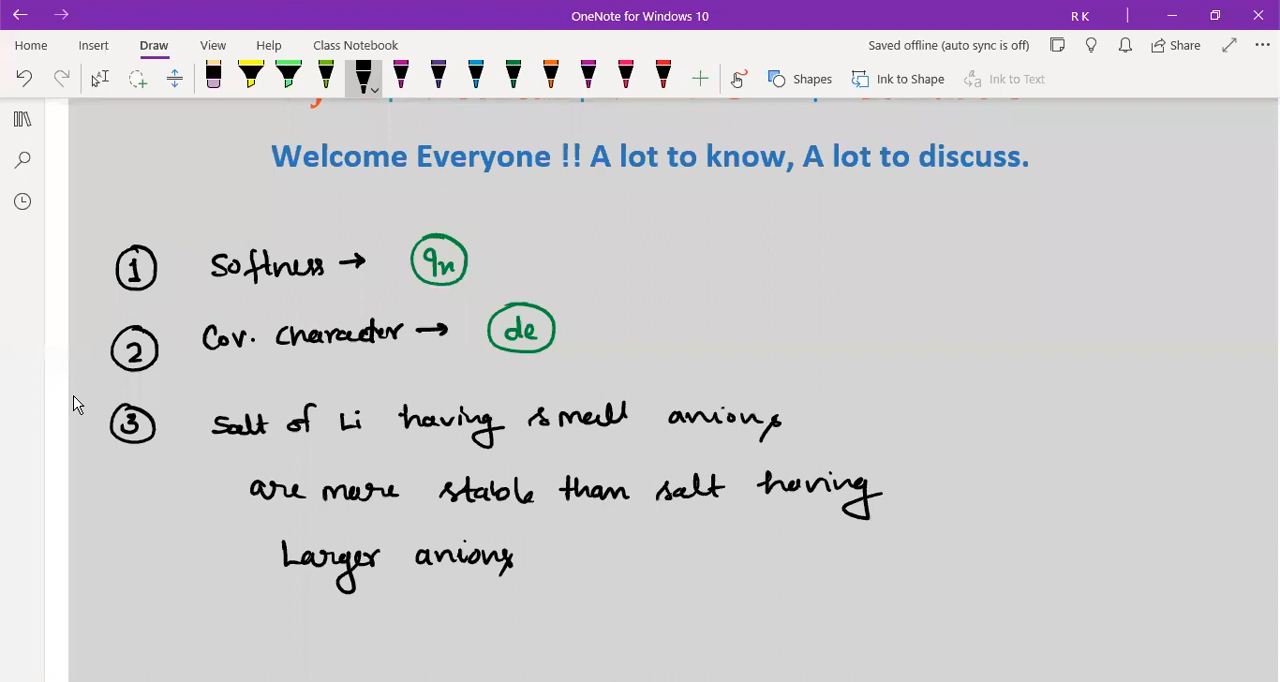 OneNote for Windows 10
R K
Home Insert Draw View Help Class Notebook
Saved offline (auto sync is off) Share
Shapes Ink to Shape Ink to Text
Welcome Everyone !! A lot to know, A lot to discuss.
1 Softness → In
2 Cov. character → de
3 Salt of Li having small anions
are more stable than salt having
Larger anions